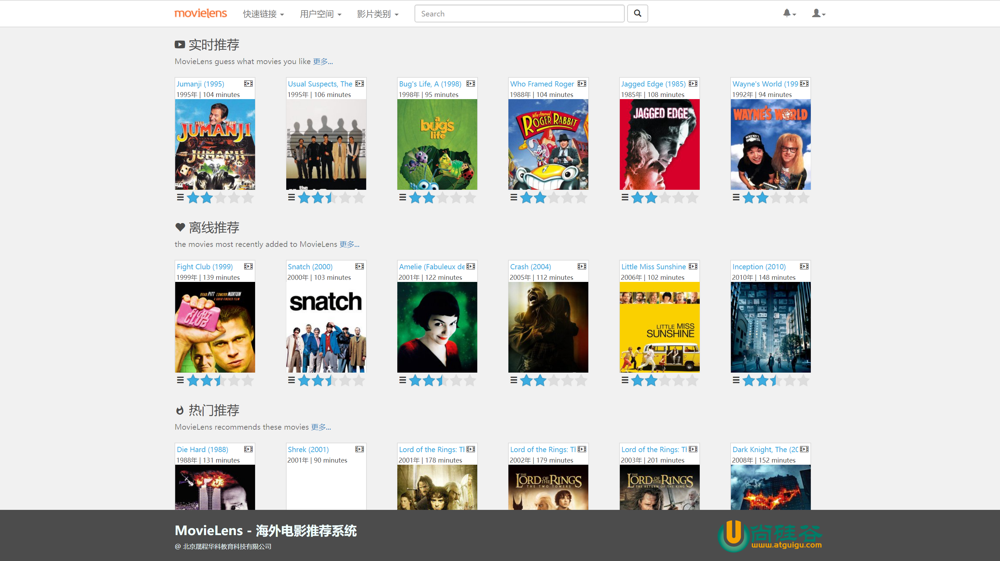 movielens 快速链接 用户空间 影片类别 Search
实时推荐
MovieLens guess what movies you like 更多...
Jumanji (1995)
1995年 | 104 minutes
JUMANJI
JUMANJI
Usual Suspects, The
1995年 | 106 minutes
the
Bug's Life, A (1998)
1998年 | 95 minutes
a
bug's
life
Who Framed Roger
1988年 | 104 minutes
Who framed
ROGER RABBIT
Jagged Edge (1985)
1985年 | 108 minutes
JAGGED EDGE
Wayne's World (199
1992年 | 94 minutes
WAYNE'S WORLD
WAYNE'S
WORLD
离线推荐
the movies most recently added to MovieLens 更多...
Fight Club (1999)
1999年 | 139 minutes
BRAD PITT EDWARD NORTON
A DAVID FINCHER FILM
FIGHT
CLUB
Snatch (2000)
2000年 | 103 minutes
snatch
Amelie (Fabuleux de
2001年 | 122 minutes
Crash (2004)
2005年 | 112 minutes
Little Miss Sunshine
2006年 | 102 minutes
LITTLE MISS
SUNSHINE
Inception (2010)
2010年 | 148 minutes
热门推荐
MovieLens recommends these movies 更多...
Die Hard (1988)
1988年 | 131 minutes
Shrek (2001)
2001年 | 90 minutes
Lord of the Rings: Th
2001年 | 178 minutes
Lord of the Rings: Th
2002年 | 179 minutes
THE
LORD OF THE RINGS
THE TWO TOWERS
Lord of the Rings: Th
2003年 | 201 minutes
THE
LORD OF THE RINGS
THE RETURN OF THE KING
Dark Knight, The (20
2008年 | 152 minutes
MovieLens - 海外电影推荐系统
@ 北京晟程华科教育科技有限公司
U 尚硅谷
www.atguigu.com